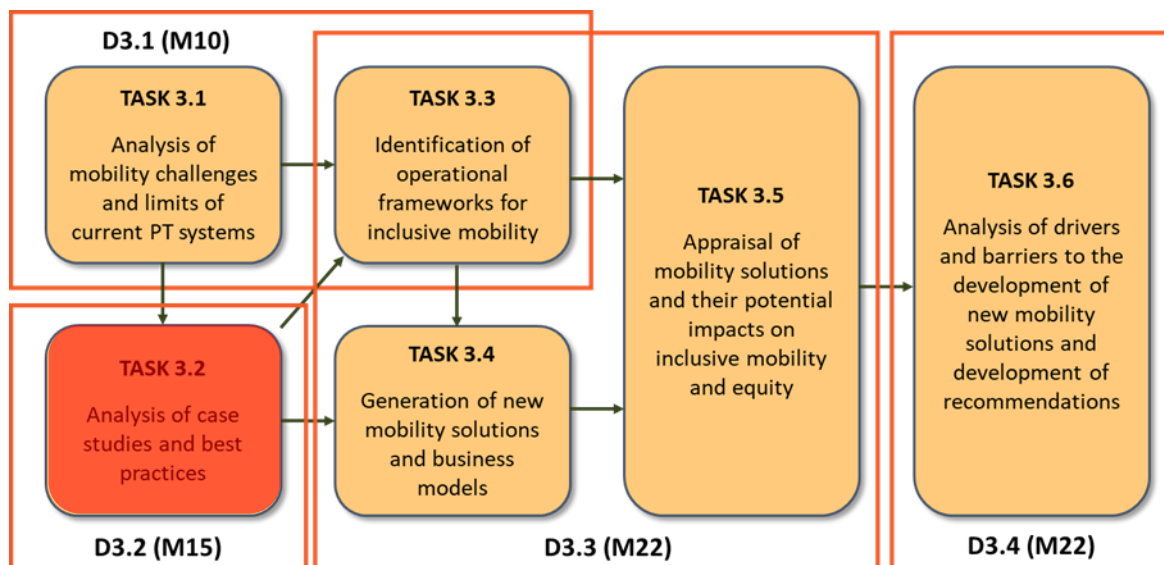 D3.1 (M10)
TASK 3.1
Analysis of
mobility challenges
and limits of
current PT systems
TASK 3.3
Identification of
operational
frameworks for
inclusive mobility
TASK 3.2
Analysis of case
studies and best
practices
TASK 3.4
Generation of new
mobility solutions
and business
models
TASK 3.5
Appraisal of
mobility solutions
and their potential
impacts on
inclusive mobility
and equity
TASK 3.6
Analysis of drivers
and barriers to the
development of
new mobility
solutions and
development of
recommendations
D3.2 (M15)
D3.3 (M22)
D3.4 (M22)